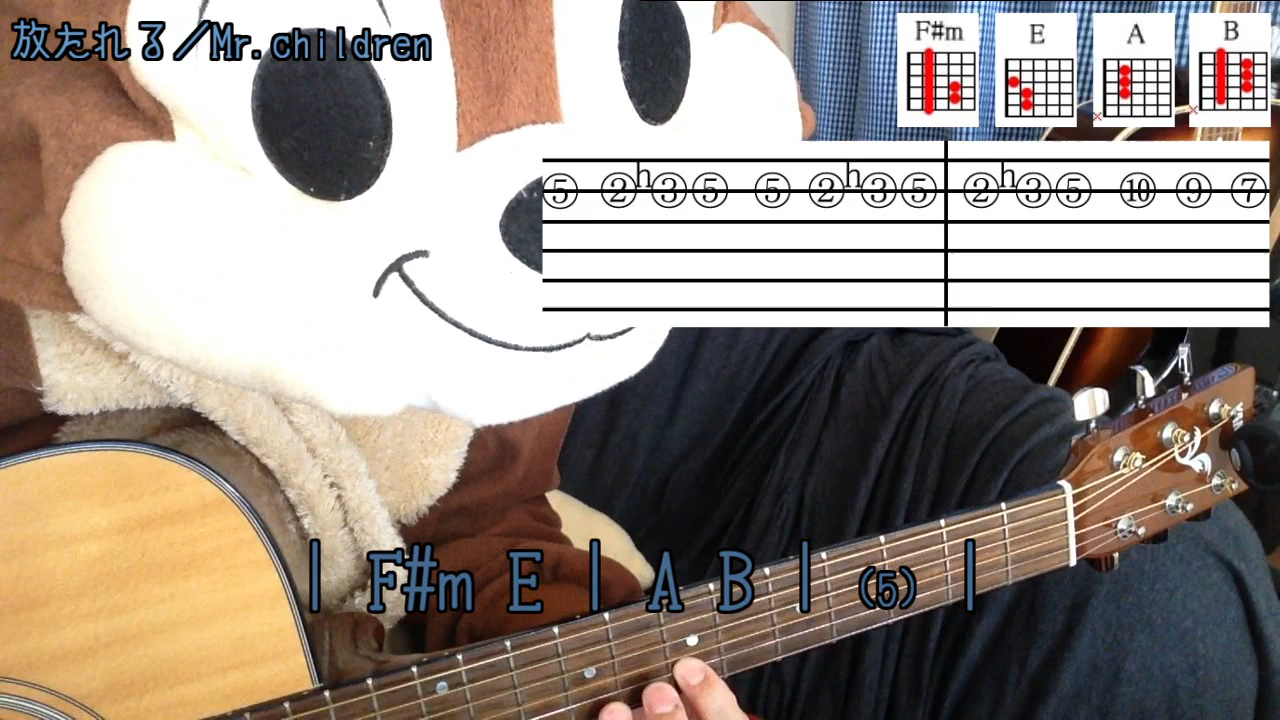 放たれる／Mr.children
F#m E A B
× ×
⑤ ②h③⑤ ⑤ ②h③⑤ ②h③⑤ ⑩ ⑨ ⑦
| F#m E | A B | (5) |